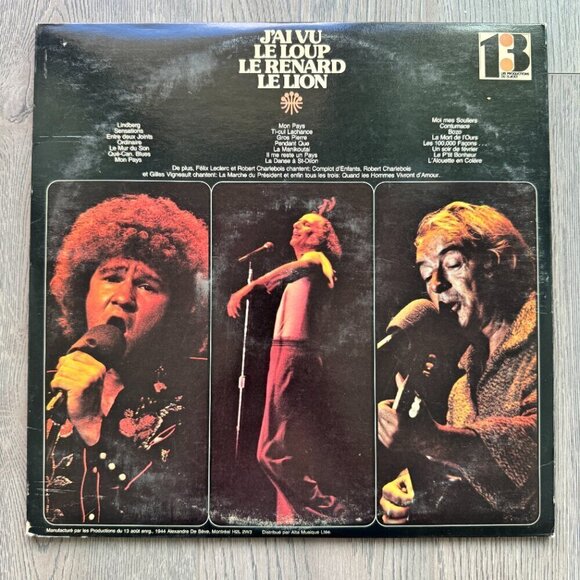 J'AI VU
LE LOUP
LE RENARD
LE LION
13
LES PRODUCTIONS
DU 13 AOÛT
Lindberg
Sensations
Entre deux Joints
Ordinaire
Le Mur du Son
Qué-Can. Blues
Mon Pays
Mon Pays
Ti-cul Lachance
Gros Pierre
Pendant Que
La Manikoutai
Il me reste un Pays
La Danse à St-Dilon
Moi mes Souliers
Contumace
Bozo
La Mort de l'Ours
Les 100,000 Façons
Un soir de février
Le P'tit Bonheur
L'Alouette en Colère
De plus, Félix Leclerc et Robert Charlebois chantent: Complot d'Enfants, Robert Charlebois
et Gilles Vigneault chantent: La Marche du Président et enfin tous les trois: Quand les Hommes Vivront d'Amour.
Manufacturé par les Productions du 13 août enrg., 1944 Alexandre De Sève, Montréal H2L 2W3
Distribué par Alta Musique Ltée.